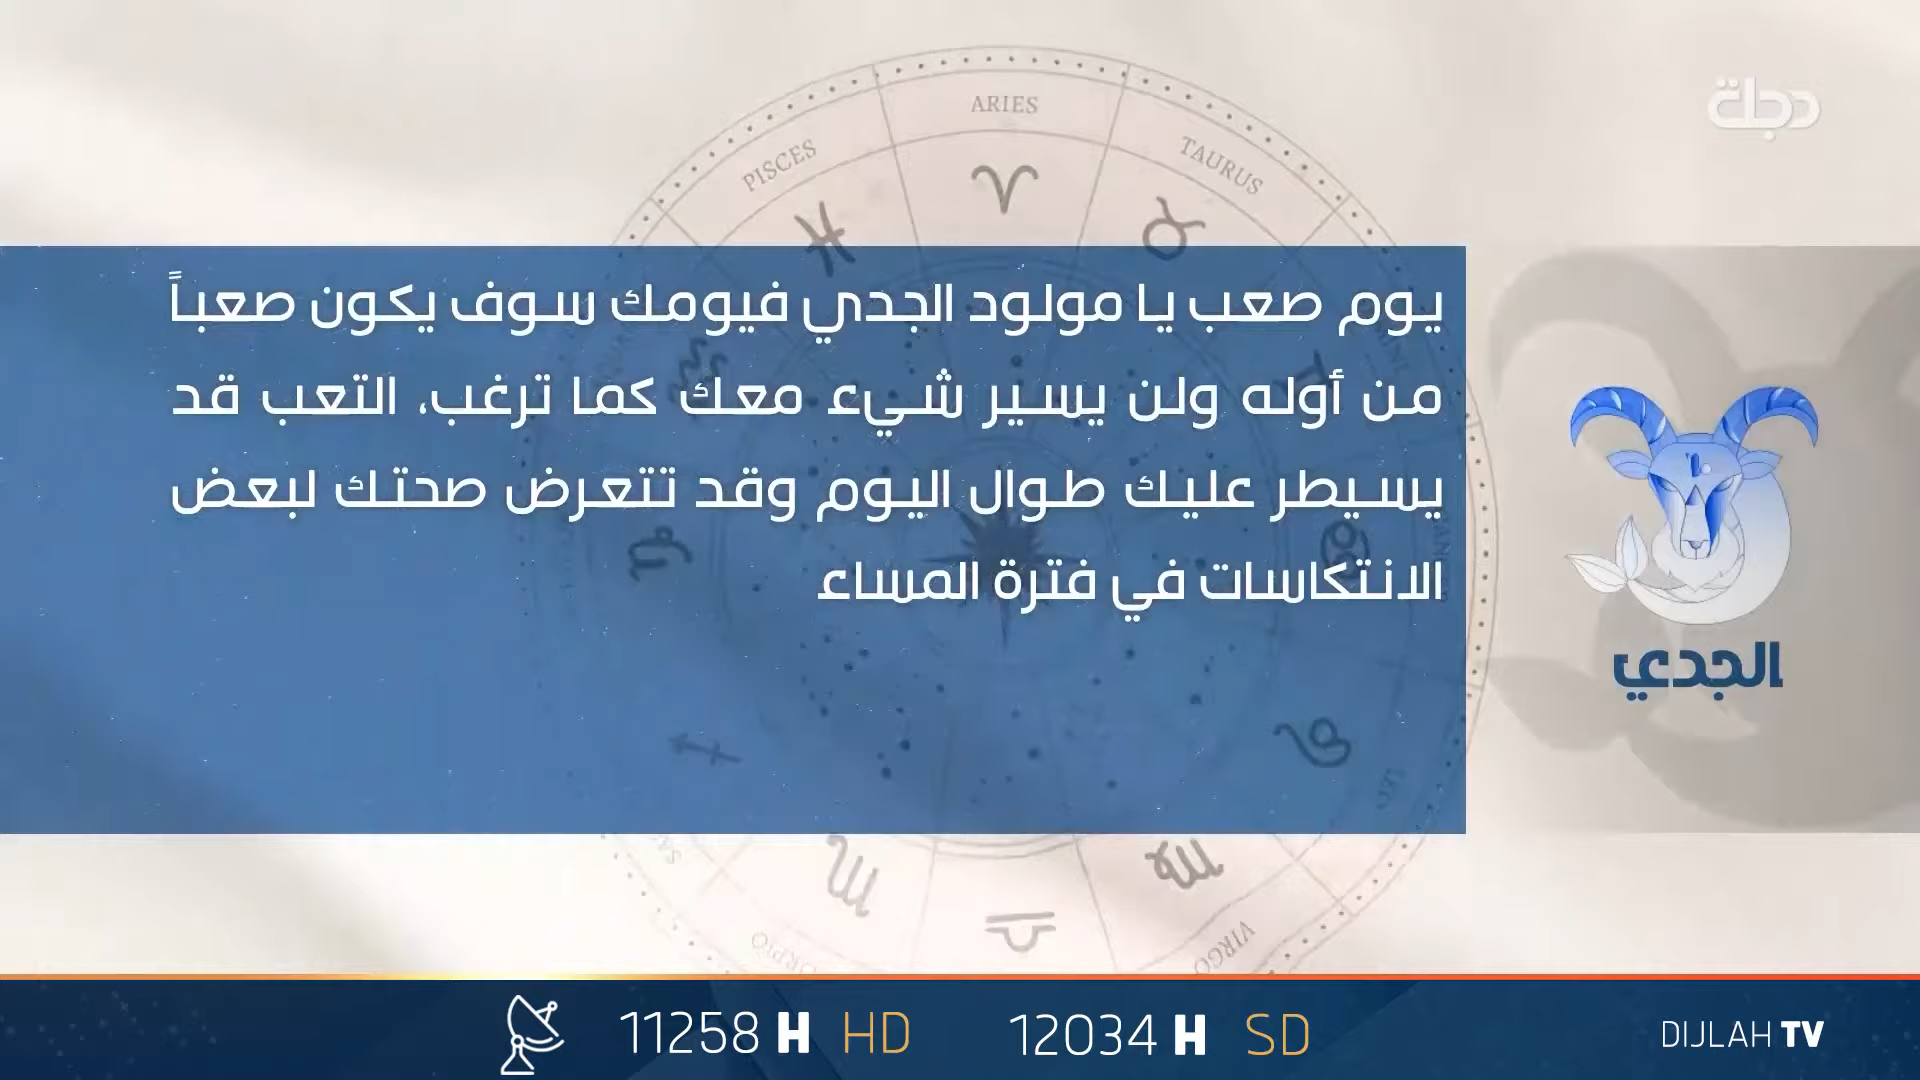 ARIES
PISCES
TAURUS
دجلة
يوم صعب يا مولود الجدي فيومك سوف يكون صعباً
من أوله ولن يسير شيء معك كما ترغب، التعب قد
يسيطر عليك طوال اليوم وقد تتعرض صحتك لبعض
الانتكاسات في فترة المساء
الجدي
VIRGO
11258 H HD 12034 H SD
DIJLAH TV